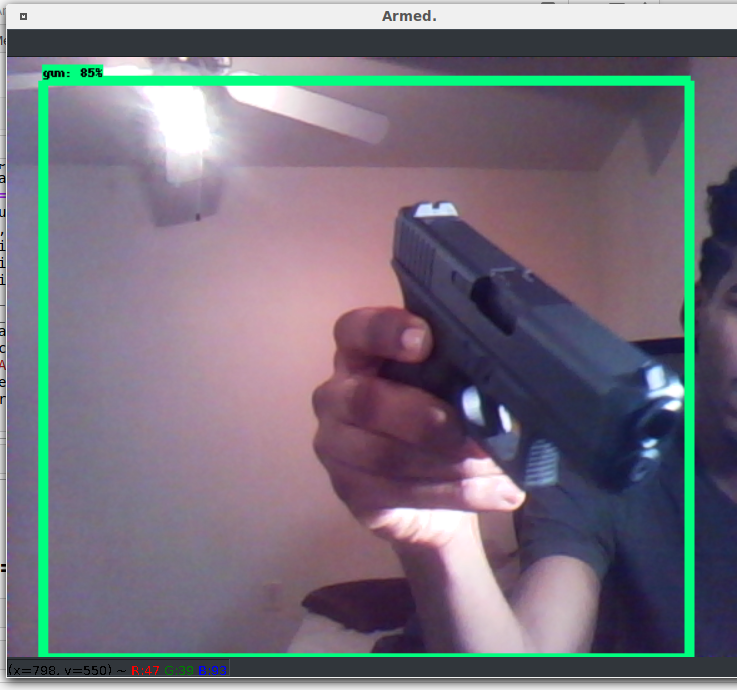 Armed.
gun: 85%
(x=798, y=550) ~ R:47 G:39 B:93